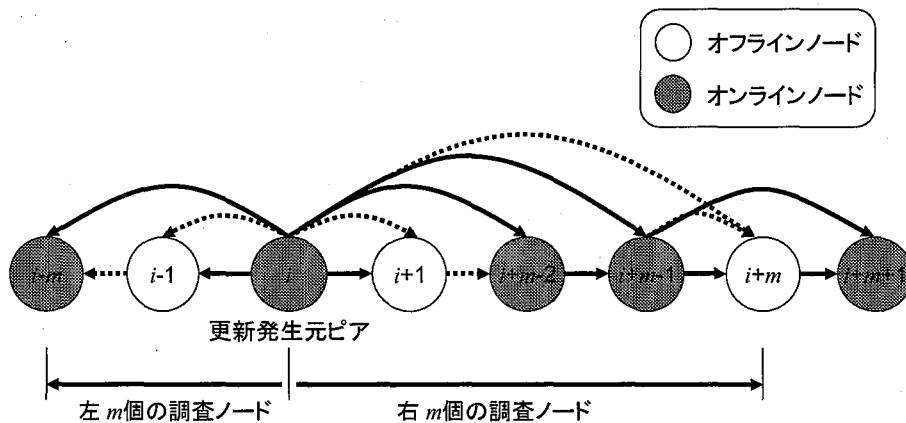 オフラインノード
オンラインノード
i-m
i-1
i
i+1
i+m-2
i+m-1
i+m
i+m+1
更新発生元ピア
左 m個の調査ノード
右 m個の調査ノード